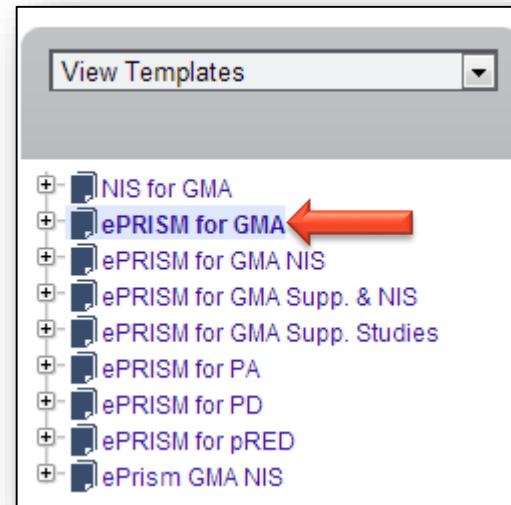 View Templates
NIS for GMA
ePRISM for GMA
ePRISM for GMA NIS
ePRISM for GMA Supp. & NIS
ePRISM for GMA Supp. Studies
ePRISM for PA
ePRISM for PD
ePRISM for pRED
ePrism GMA NIS